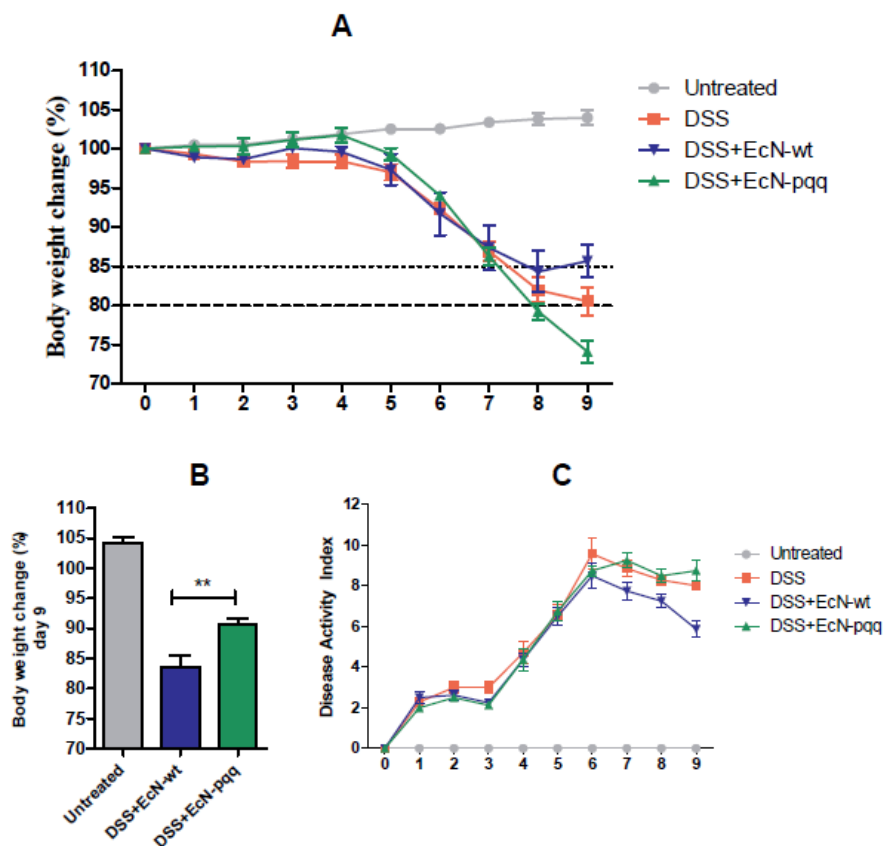 A
Body weight change (%)
110
105
100
95
90
85
80
75
70
0 1 2 3 4 5 6 7 8 9
Untreated
DSS
DSS+EcN-wt
DSS+EcN-pqq
B
Body weight change (%)
day 9
110
105
100
95
90
85
80
75
70
**
Untreated
DSS+EcN-wt
DSS+EcN-pqq
C
Disease Activity Index
12
10
8
6
4
2
0
0 1 2 3 4 5 6 7 8 9
Untreated
DSS
DSS+EcN-wt
DSS+EcN-pqq